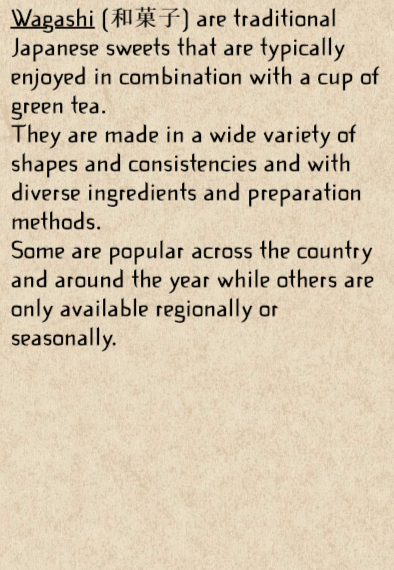 Wagashi (和菓子) are traditional
Japanese sweets that are typically
enjoyed in combination with a cup of
green tea.
They are made in a wide variety of
shapes and consistencies and with
diverse ingredients and preparation
methods.
Some are popular across the country
and around the year while others are
only available regionally or
seasonally.